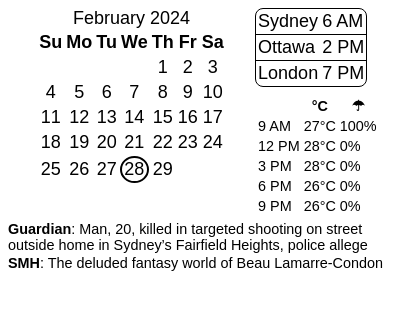 February 2024
Su Mo Tu We Th Fr Sa
1 2 3
4 5 6 7 8 9 10
11 12 13 14 15 16 17
18 19 20 21 22 23 24
25 26 27 28 29
Sydney 6 AM
Ottawa 2 PM
London 7 PM
°C ☂
9 AM 27°C 100%
12 PM 28°C 0%
3 PM 28°C 0%
6 PM 26°C 0%
9 PM 26°C 0%
Guardian: Man, 20, killed in targeted shooting on street
outside home in Sydney’s Fairfield Heights, police allege
SMH: The deluded fantasy world of Beau Lamarre-Condon